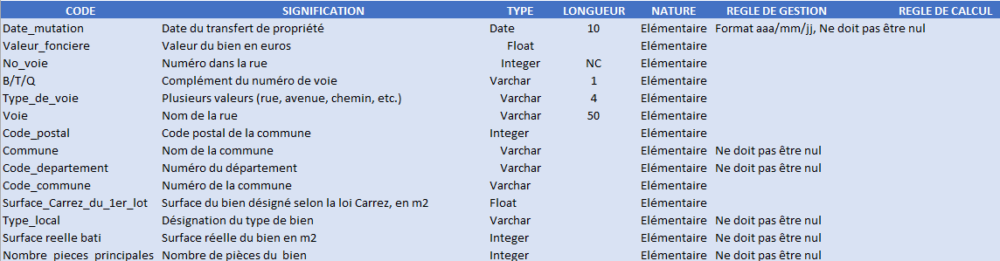 CODE SIGNIFICATION TYPE LONGUEUR NATURE REGLE DE GESTION REGLE DE CALCUL
Date_mutation Date du transfert de propriété Date 10 Elémentaire Format aaa/mm/jj, Ne doit pas être nul
Valeur_fonciere Valeur du bien en euros Float Elémentaire
No_voie Numéro dans la rue Integer NC Elémentaire
B/T/Q Complément du numéro de voie Varchar 1 Elémentaire
Type_de_voie Plusieurs valeurs (rue, avenue, chemin, etc.) Varchar 4 Elémentaire
Voie Nom de la rue Varchar 50 Elémentaire
Code_postal Code postal de la commune Integer Elémentaire
Commune Nom de la commune Varchar Elémentaire Ne doit pas être nul
Code_departement Numéro du département Varchar Elémentaire Ne doit pas être nul
Code_commune Numéro de la commune Varchar Elémentaire
Surface_Carrez_du_1er_lot Surface du bien désigné selon la loi Carrez, en m2 Float Elémentaire
Type_local Désignation du type de bien Varchar Elémentaire Ne doit pas être nul
Surface reelle bati Surface réelle du bien en m2 Integer Elémentaire Ne doit pas être nul
Nombre_pieces_principales Nombre de pièces du bien Integer Elémentaire Ne doit pas être nul